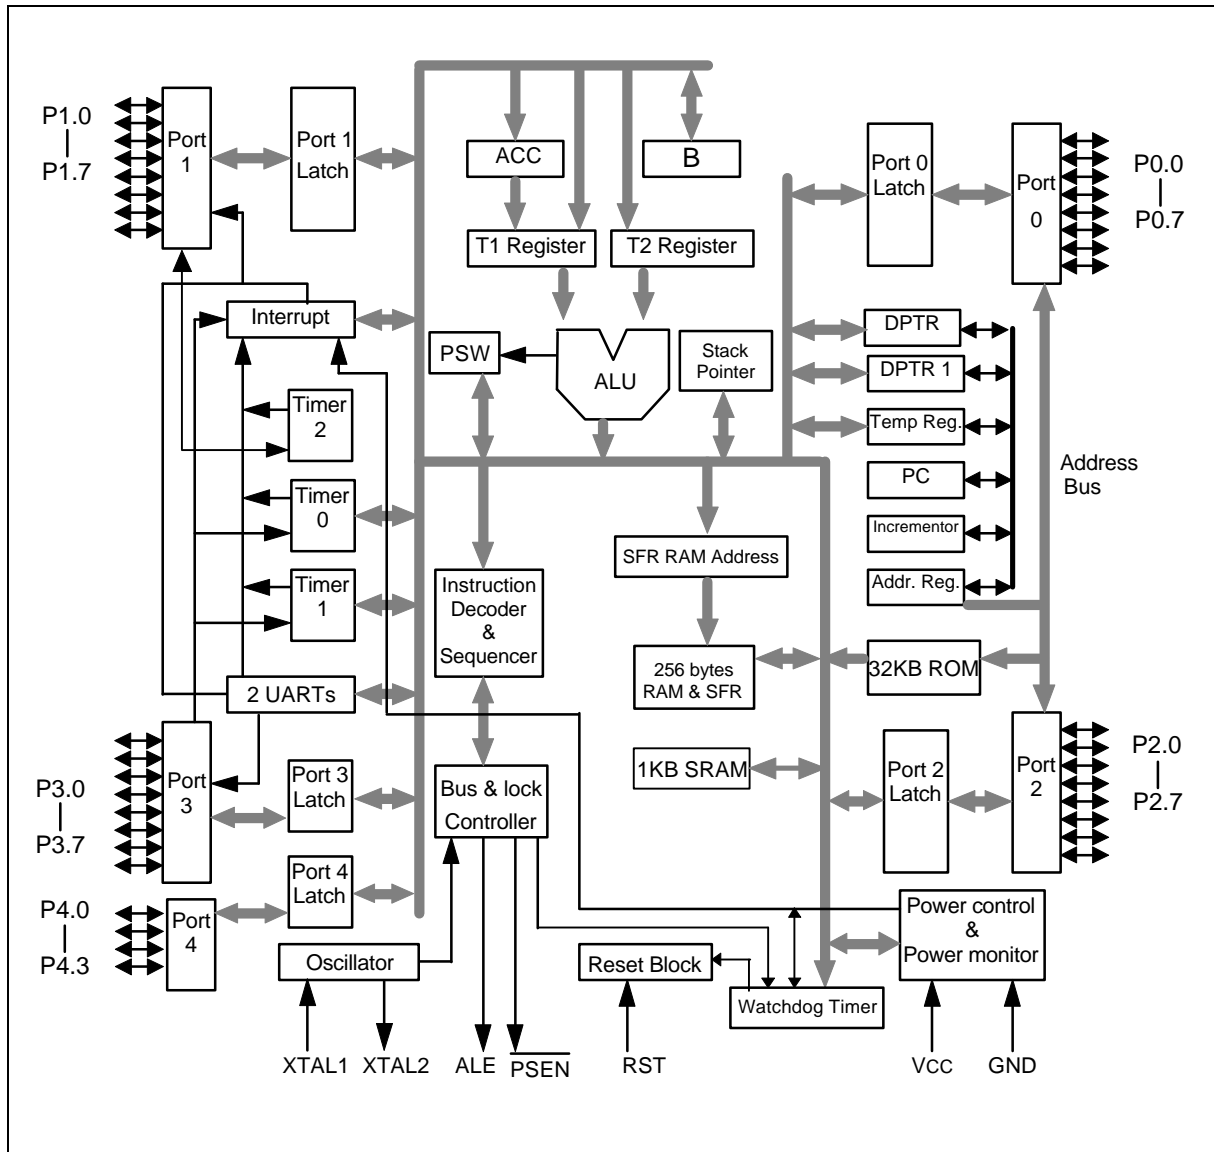 P1.0
P1.7
Port
1
Port 1
Latch
ACC
B
T1 Register
T2 Register
Port 0
Latch
Port
0
P0.0
P0.7
Interrupt
PSW
ALU
Stack
Pointer
DPTR
DPTR 1
Temp Reg.
PC
Incrementor
Addr. Reg.
Address
Bus
Timer
2
Timer
0
Timer
1
SFR RAM Address
Instruction
Decoder
&
Sequencer
256 bytes
RAM & SFR
32KB ROM
2 UARTs
P3.0
P3.7
Port
3
Port 3
Latch
Bus & lock
Controller
1KB SRAM
Port 2
Latch
Port
2
P2.0
P2.7
P4.0
P4.3
Port
4
Port 4
Latch
Oscillator
Reset Block
Watchdog Timer
Power control
&
Power monitor
XTAL1
XTAL2
ALE
PSEN
RST
VCC
GND